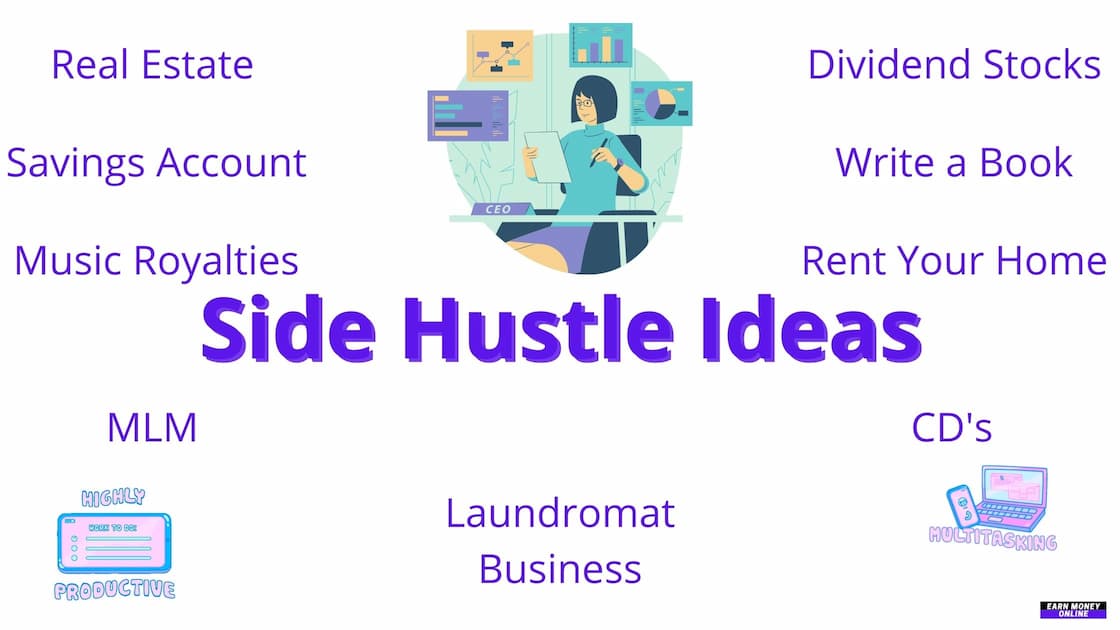 Real Estate
Dividend Stocks
Savings Account
Write a Book
CEO
Music Royalties
Rent Your Home
Side Hustle Ideas
MLM
CD's
HIGHLY
WORK TO DO:
PRODUCTIVE
MULTITASKING
Laundromat
Business
EARN MONEY
ONLINE